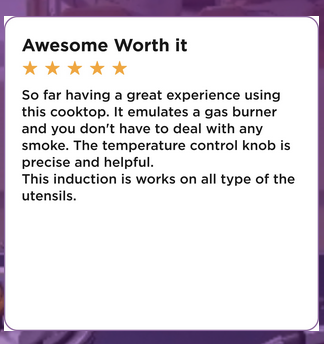 Awesome Worth it
So far having a great experience using
this cooktop. It emulates a gas burner
and you don't have to deal with any
smoke. The temperature control knob is
precise and helpful.
This induction is works on all type of the
utensils.